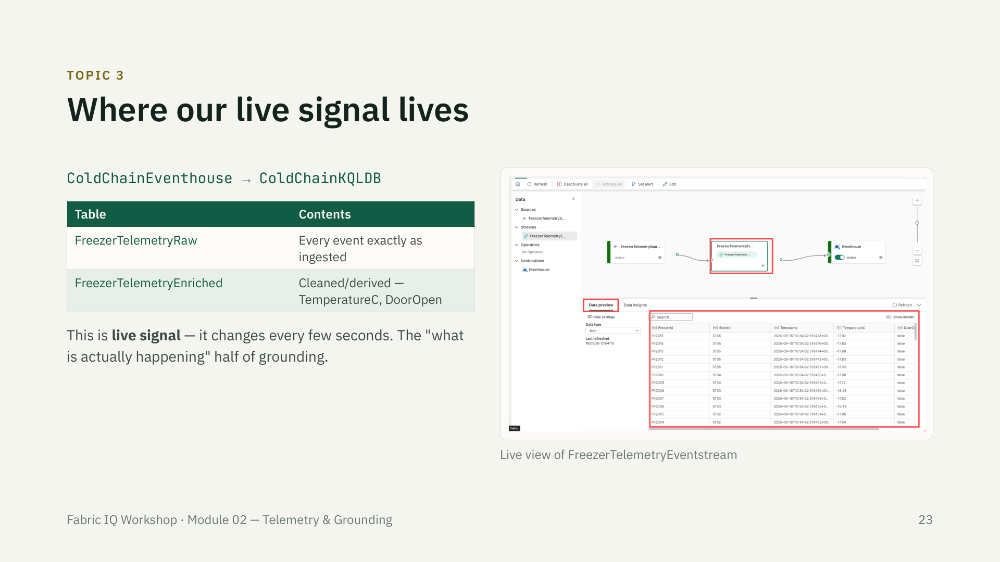 TOPIC 3
Where our live signal lives
ColdChainEventhouse → ColdChainKQLDB
Table Contents
FreezerTelemetryRaw Every event exactly as
ingested
FreezerTelemetryEnriched Cleaned/derived —
TemperatureC, DoorOpen
This is live signal — it changes every few seconds. The "what
is actually happening" half of grounding.
Refresh Deactivate all Activate all Set alert Edit
Data
Sources
FreezerTelemetryS...
Streams
FreezerTelemetryE...
Operators
No Operators
Destinations
Eventhouse
FreezerTelemetrySour...
Active
FreezerTelemetryEv...
FreezerTelemetr...
Eventhouse
Active
Data preview Data insights Refresh
Hide settings
Data type
Json
Last refreshed
16/09/26 12:54:10
Search Show details
FreezerId StoreId Timestamp TemperatureC DoorO
FRZ015 ST06 2026-09-16T10:54:02.519478+00... -17.92 false
FRZ014 ST06 2026-09-16T10:54:02.519476+00... -17.83 false
FRZ013 ST05 2026-09-16T10:54:02.519474+00... -17.99 false
FRZ012 ST05 2026-09-16T10:54:02.519472+00... -17.83 false
FRZ011 ST05 2026-09-16T10:54:02.519467+00... -15.88 false
FRZ010 ST04 2026-09-16T10:54:02.519465+0... -17.98 false
FRZ009 ST04 2026-09-16T10:54:02.519463+0... -17.72 false
FRZ008 ST03 2026-09-16T10:54:02.519461+00... -18.28 false
FRZ007 ST03 2026-09-16T10:54:02.519458+0... -17.52 false
FRZ006 ST03 2026-09-16T10:54:02.519456+0... -18.44 false
FRZ005 ST02 2026-09-16T10:54:02.519454+0... -17.96 false
FRZ004 ST02 2026-09-16T10:54:02.519452+00... -17.54 false
menu
Live view of FreezerTelemetryEventstream
Fabric IQ Workshop · Module 02 — Telemetry & Grounding
23